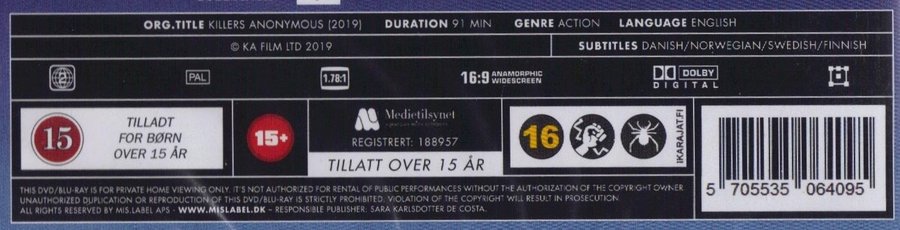 ORG.TITLE KILLERS ANONYMOUS (2019) DURATION 91 MIN GENRE ACTION LANGUAGE ENGLISH
© KA FILM LTD 2019
SUBTITLES DANISH/NORWEGIAN/SWEDISH/FINNISH
2
PAL
1.78:1
16:9 ANAMORPHIC WIDESCREEN
DOLBY
DIGITAL
15
TILLADT
FOR BØRN
OVER 15 ÅR
15+
Medietilsynet
REGISTRERT: 188957
TILLATT OVER 15 ÅR
16
IKARAJAT.FI
5 705535 064095
THIS DVD/BLU-RAY IS FOR PRIVATE HOME VIEWING ONLY. IT'S NOT AUTHORIZED FOR RENTAL OF PUBLIC PERFORMANCES WITHOUT THE AUTHORIZATION OF THE COPYRIGHT OWNER
UNAUTHORIZED DUPLICATION OR REPRODUCTION OF THIS DVD/BLU-RAY IS STRICTLY PROHIBITED. VIOLATION OF THE COPYRIGHT WILL RESULT IN PROSECUTION
ALL RIGHTS RESERVED BY MIS.LABEL APS - WWW.MISLABEL.DK – RESPONSIBLE PUBLISHER: SARA KARLSDOTTER DE COSTA.